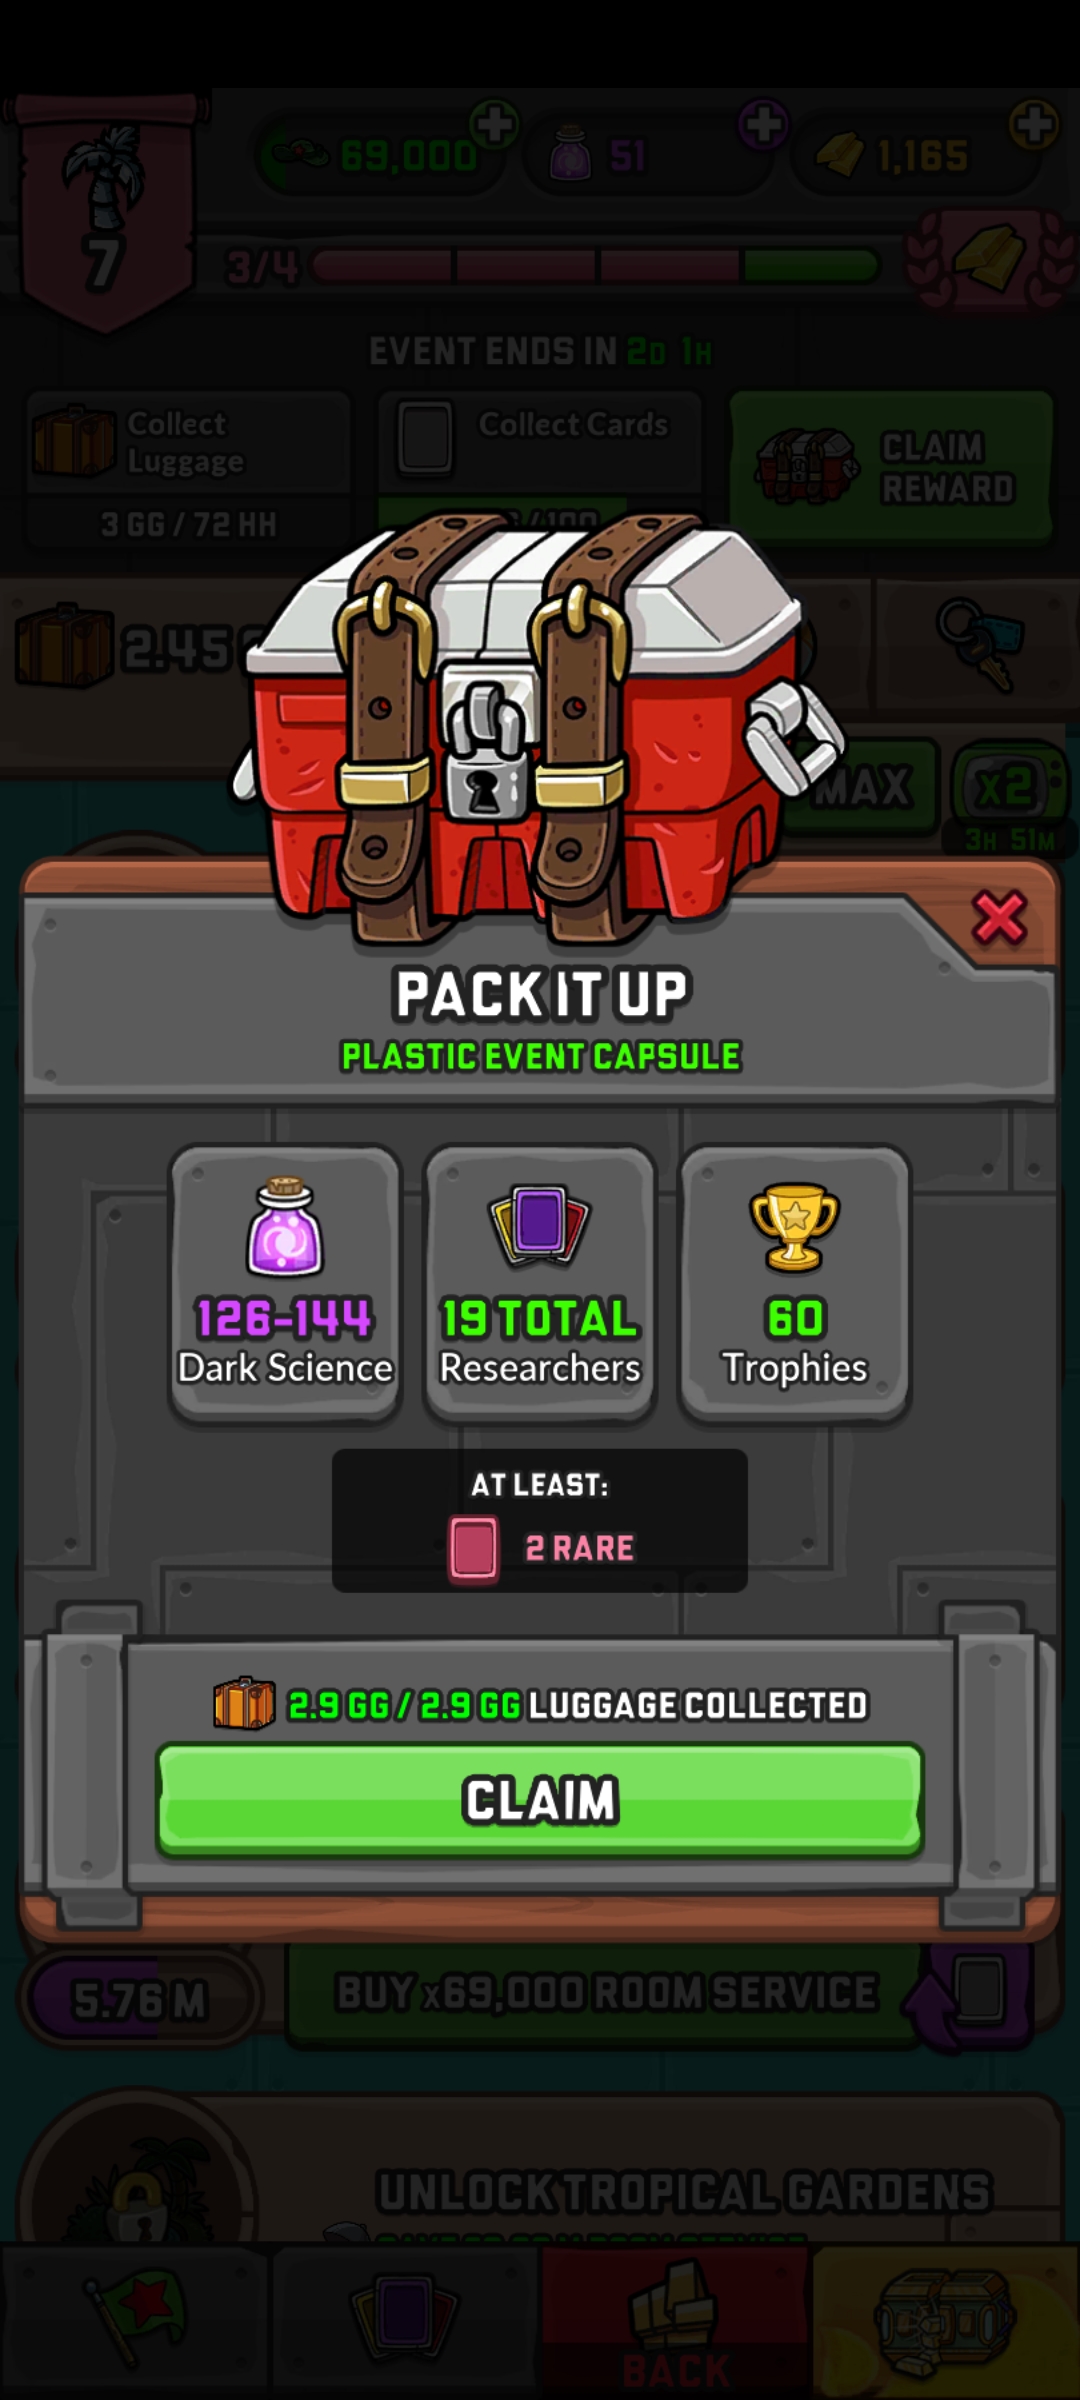 69,000
51
1,165
7
3/4
EVENT ENDS IN 2D 1H
Collect
Luggage
Collect Cards
CLAIM
REWARD
3 GG / 72 HH
/100
2.45
MAX
x2
3H 51M
PACK IT UP
PLASTIC EVENT CAPSULE
126-144
Dark Science
19 TOTAL
Researchers
60
Trophies
AT LEAST:
2 RARE
2.9 GG / 2.9 GG LUGGAGE COLLECTED
CLAIM
5.76 M
BUY x69,000 ROOM SERVICE
UNLOCK TROPICAL GARDENS
BACK